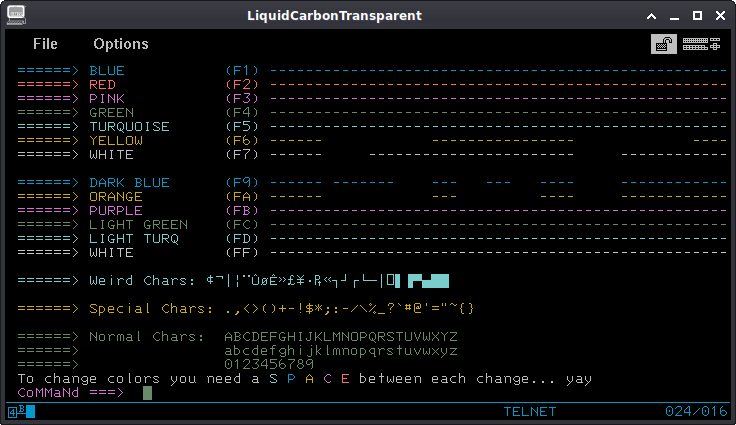 LiquidCarbonTransparent
File Options
======> BLUE (F1) ----------------------------------------
======> RED (F2) ----------------------------------------
======> PINK (F3) ----------------------------------------
======> GREEN (F4) ----------------------------------------
======> TURQUOISE (F5) ----------------------------------------
======> YELLOW (F6) ------ ---------------- ----
======> WHITE (F7) ------ -------------- -------------
======> DARK BLUE (F9) ------- -------- --- --- ---- -------------
======> ORANGE (FA) ------------- --- --- ---- -------------
======> PURPLE (FB) ----------------------------------------
======> LIGHT GREEN (FC) ----------------------------------------
======> LIGHT TURQ (FD) ----------------------------------------
======> WHITE (FF) ----------------------------------------
======> Weird Chars: ¢¬|¦¨ÛøÊ»£¥·₧«┐┘┌└─│
======> Special Chars: .,<>()+-!$*;:-/\%_?`#@'="~{}
======> Normal Chars: ABCDEFGHIJKLMNOPQRSTUVWXYZ
======> abcdefghijklmnopqrstuvwxyz
======> 0123456789
To change colors you need a S P A C E between each change... yay
CoMMaNd ===>
4B TELNET 024/016